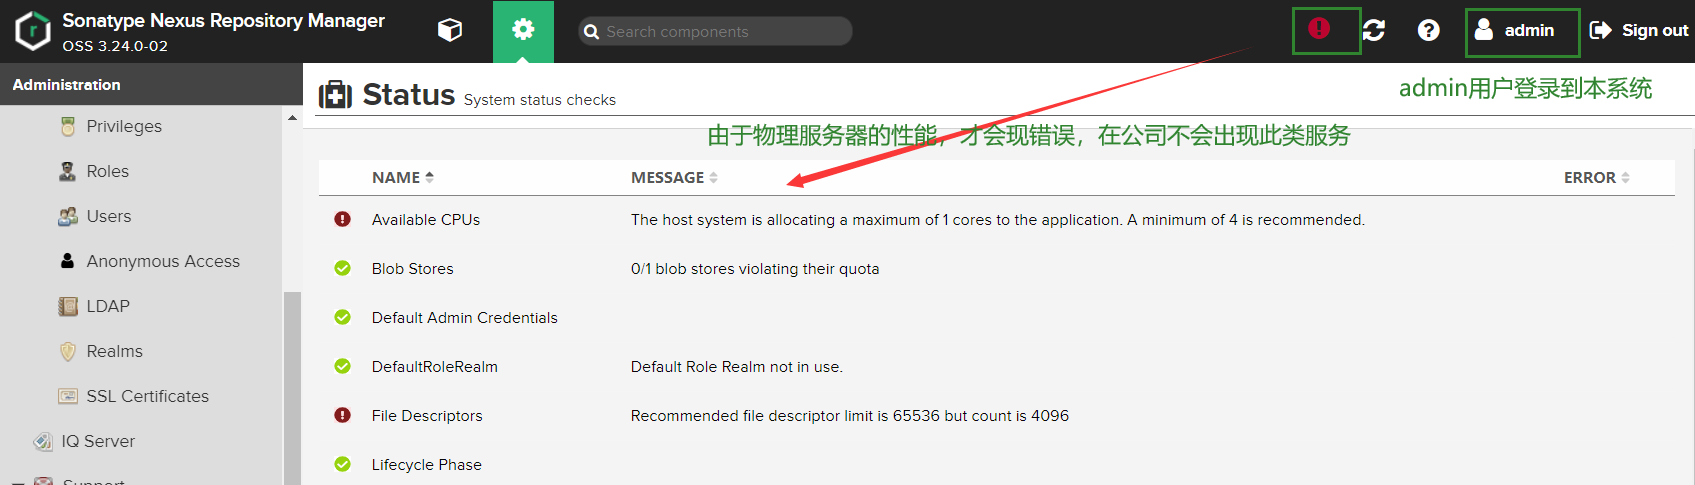 Sonatype Nexus Repository Manager
OSS 3.24.0-02
Search components
admin
Sign out
Administration
Status System status checks
admin用户登录到本系统
由于物理服务器的性能，才会现错误，在公司不会出现此类服务
Privileges
Roles
Users
Anonymous Access
LDAP
Realms
SSL Certificates
IQ Server
Support
NAME MESSAGE ERROR
Available CPUs The host system is allocating a maximum of 1 cores to the application. A minimum of 4 is recommended.
Blob Stores 0/1 blob stores violating their quota
Default Admin Credentials
DefaultRoleRealm Default Role Realm not in use.
File Descriptors Recommended file descriptor limit is 65536 but count is 4096
Lifecycle Phase